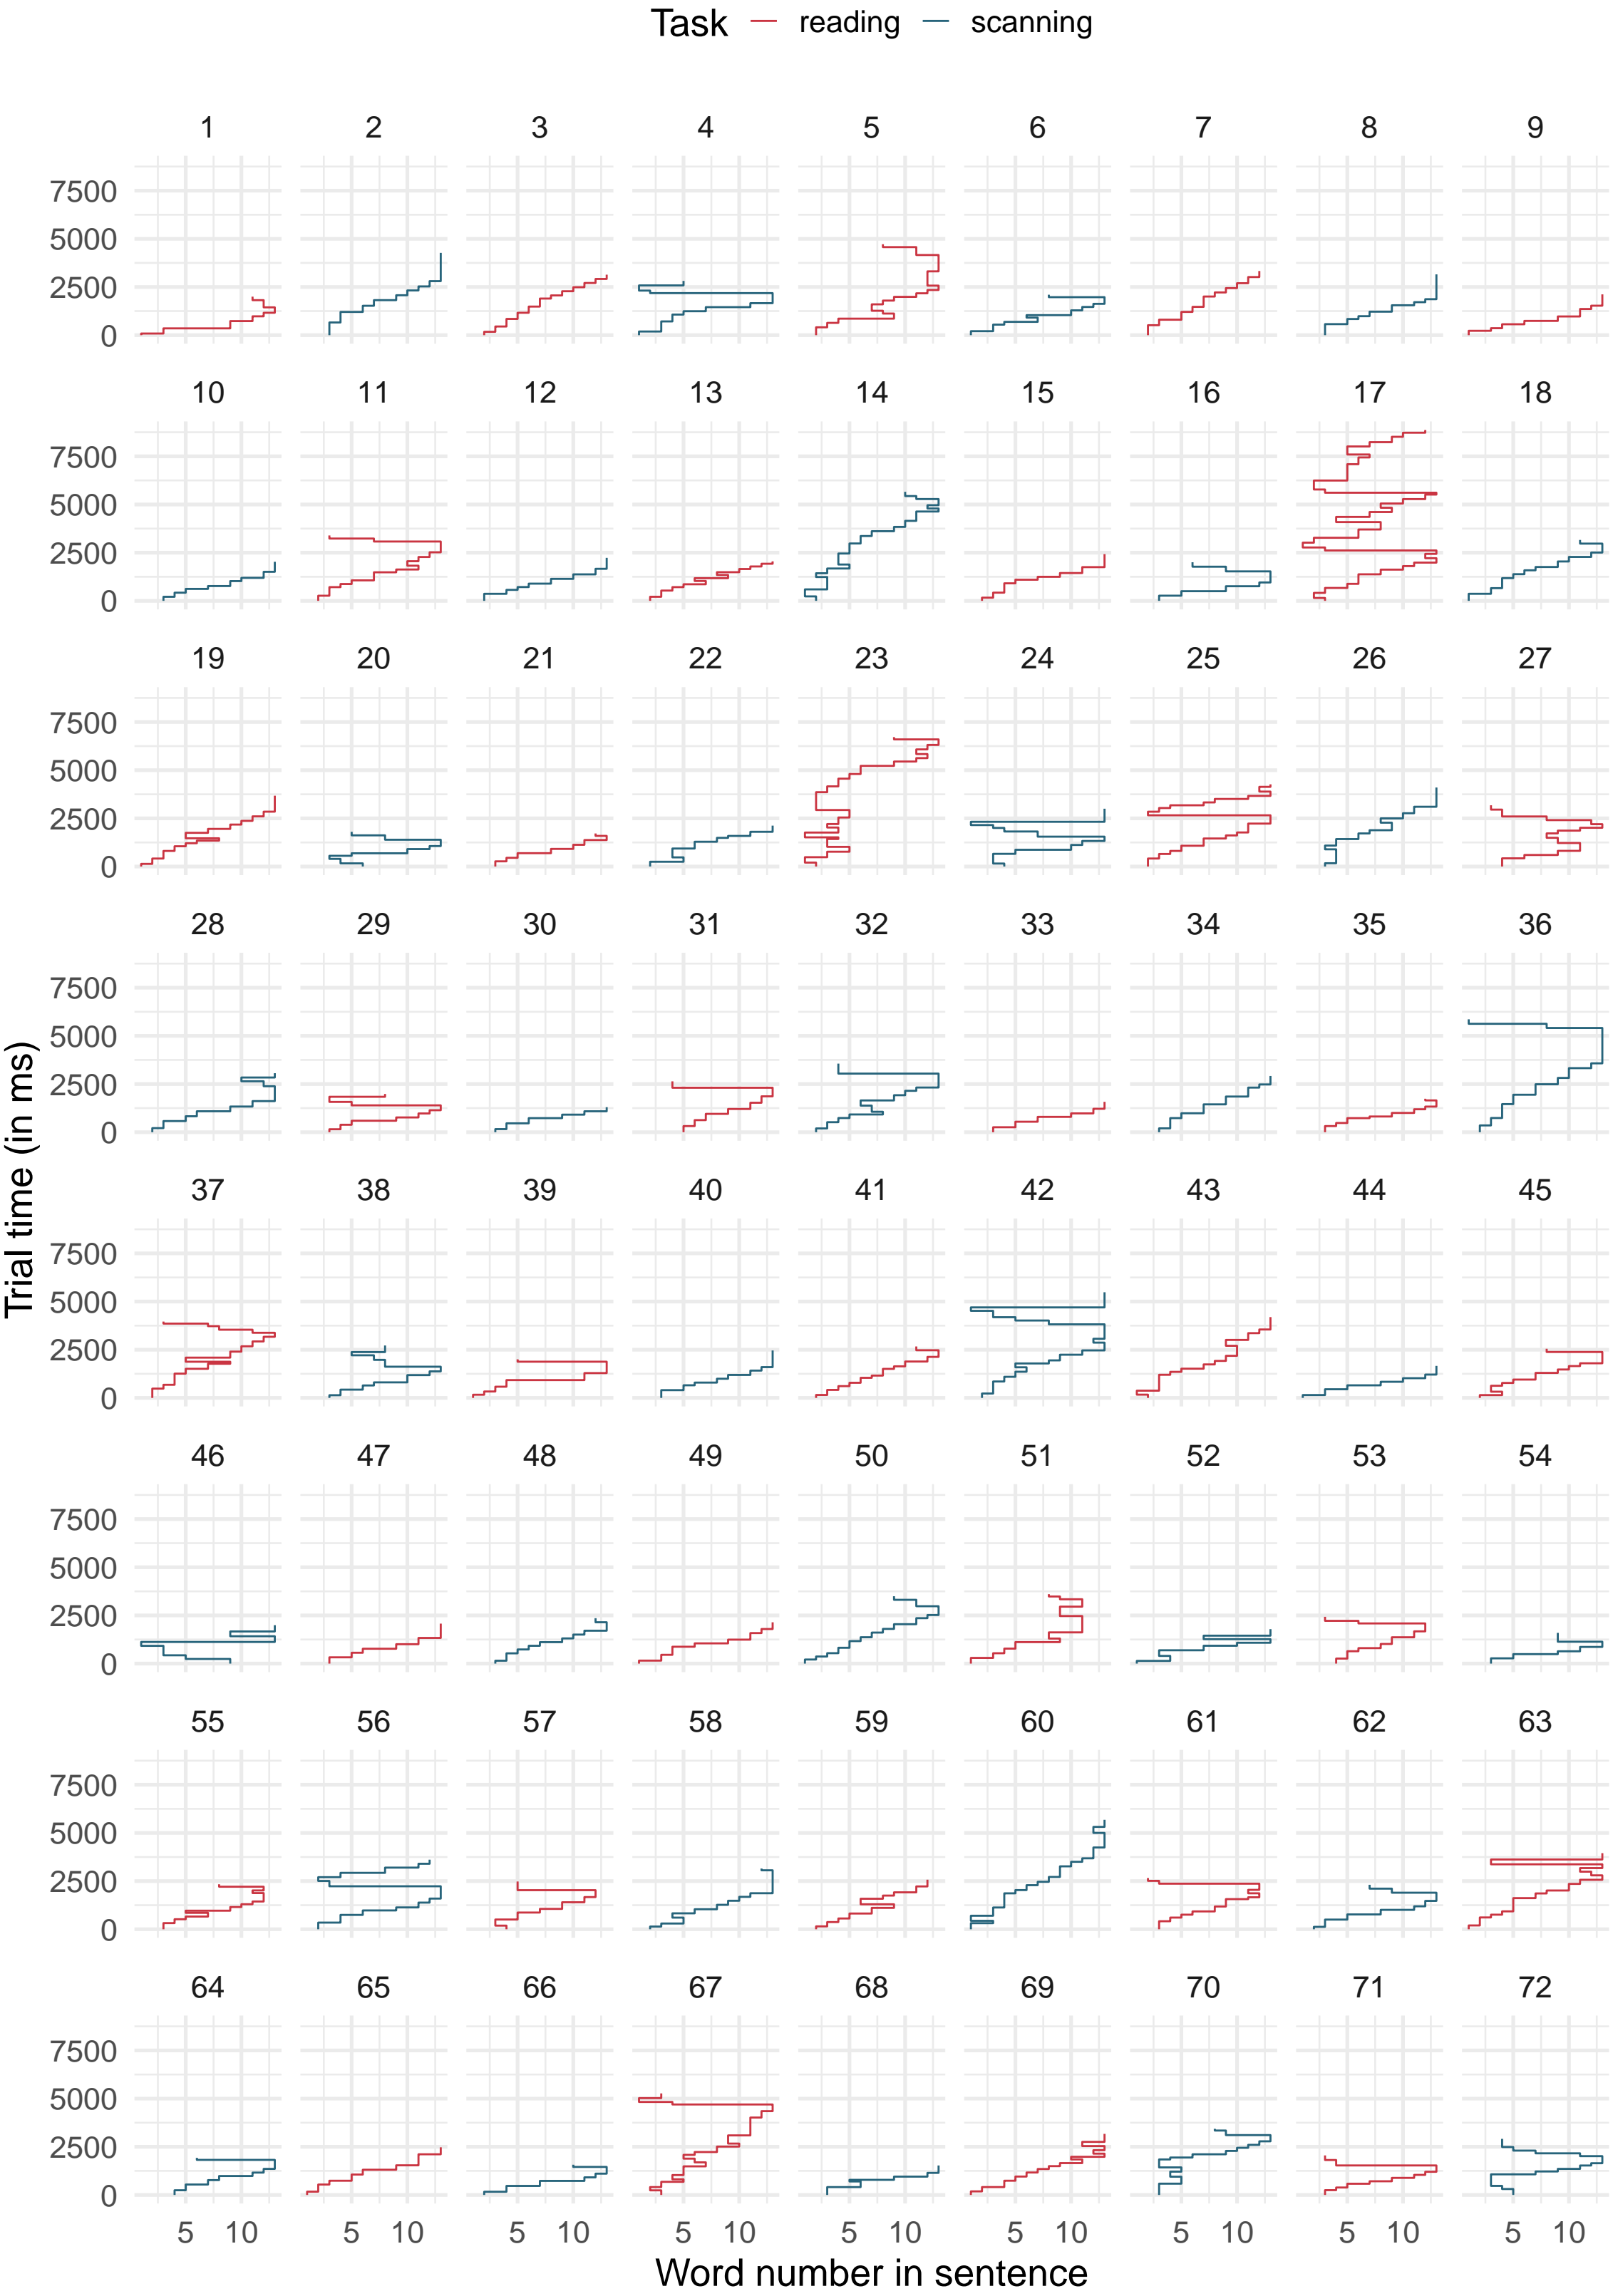 Task reading scanning
1 2 3 4 5 6 7 8 9
7500
5000
2500
0
10 11 12 13 14 15 16 17 18
7500
5000
2500
0
19 20 21 22 23 24 25 26 27
7500
5000
2500
0
28 29 30 31 32 33 34 35 36
7500
5000
2500
0
Trial time (in ms)
37 38 39 40 41 42 43 44 45
7500
5000
2500
0
46 47 48 49 50 51 52 53 54
7500
5000
2500
0
55 56 57 58 59 60 61 62 63
7500
5000
2500
0
64 65 66 67 68 69 70 71 72
7500
5000
2500
0
5 10 5 10 5 10 5 10 5 10 5 10 5 10 5 10 5 10
Word number in sentence